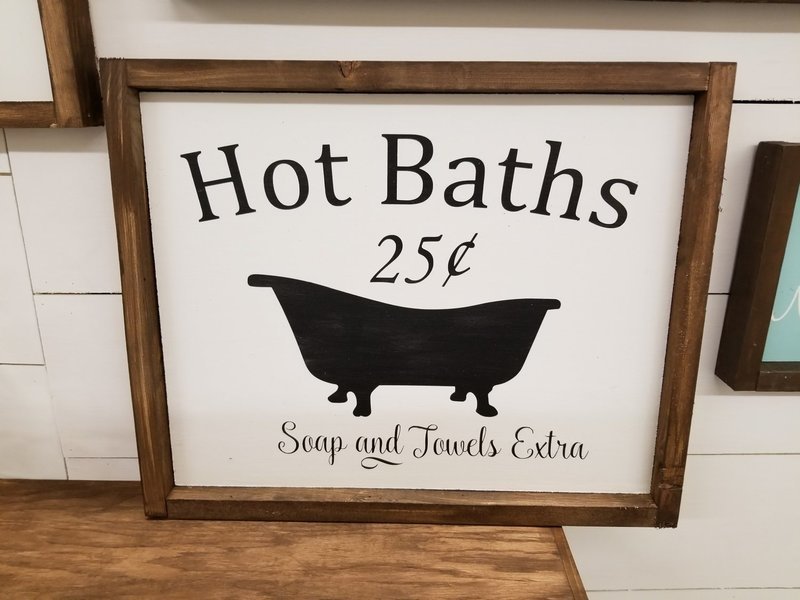 Hot Baths
25¢
Soap and Towels Extra